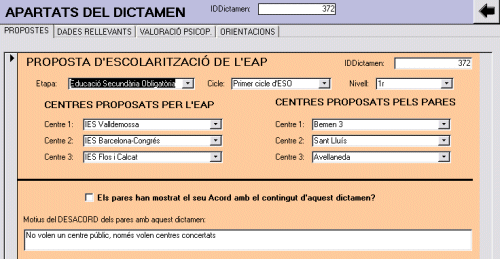 APARTATS DEL DICTAMEN IDDictamen: 372
PROPOSTES DADES RELLEVANTS VALORACIÓ PSICOP. ORIENTACIONS
PROPOSTA D'ESCOLARITZACIÓ DE L'EAP IDDictamen: 372
Etapa: Educació Secundària Obligatòria Cicle: Primer cicle d'ESO Nivell: 1r
CENTRES PROPOSATS PER L'EAP CENTRES PROPOSATS PELS PARES
Centre 1: IES Valldemossa Centre 1: Bemen 3
Centre 2: IES Barcelona-Congrés Centre 2: Sant Lluís
Centre 3: IES Flos i Calcat Centre 3: Avellaneda
Els pares han mostrat el seu Acord amb el contingut d'aquest dictamen?
Motius del DESACORD dels pares amb aquest dictamen:
No volen un centre públic, només volen centres concertats